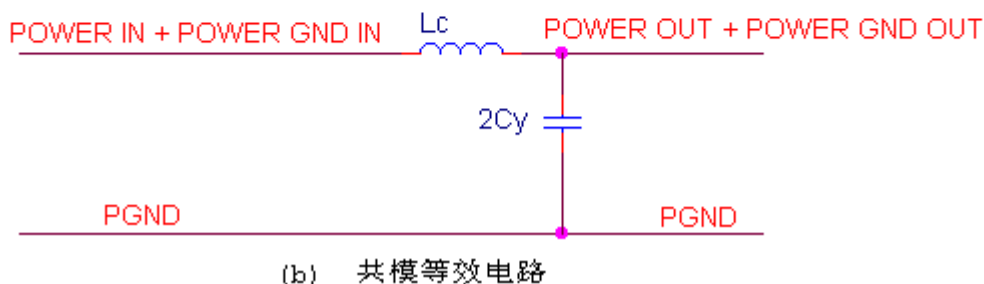 POWER IN + POWER GND IN
Lc
POWER OUT + POWER GND OUT
2Cy
PGND
PGND
(b) 共模等效电路